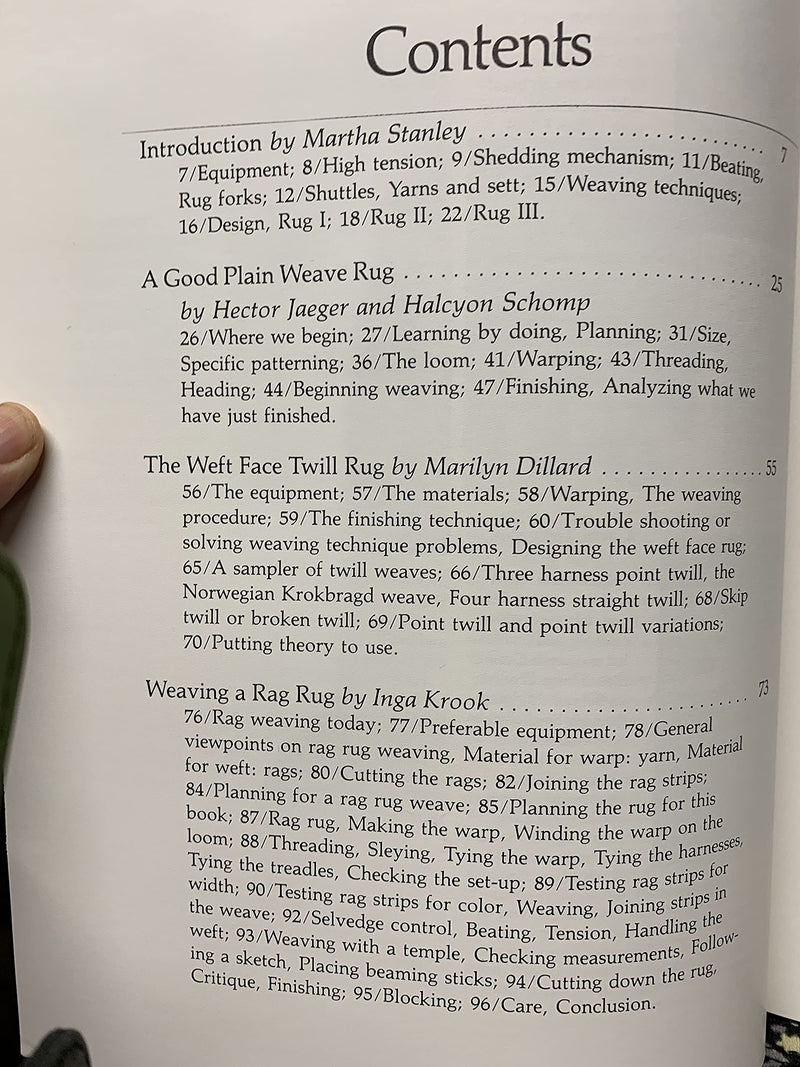 Contents
Introduction by Martha Stanley . . . . . . . . . . . . . . . . . . . . . . . . 7
7/Equipment; 8/High tension; 9/Shedding mechanism; 11/Beating,
Rug forks; 12/Shuttles, Yarns and sett; 15/Weaving techniques;
16/Design, Rug I; 18/Rug II; 22/Rug III.
A Good Plain Weave Rug . . . . . . . . . . . . . . . . . . . . . . . . . . . . . . 25
by Hector Jaeger and Halcyon Schomp
26/Where we begin; 27/Learning by doing, Planning; 31/Size,
Specific patterning; 36/The loom; 41/Warping; 43/Threading,
Heading; 44/Beginning weaving; 47/Finishing, Analyzing what we
have just finished.
The Weft Face Twill Rug by Marilyn Dillard . . . . . . . . . . . . . . . . 55
56/The equipment; 57/The materials; 58/Warping, The weaving
procedure; 59/The finishing technique; 60/Trouble shooting or
solving weaving technique problems, Designing the weft face rug;
65/A sampler of twill weaves; 66/Three harness point twill, the
Norwegian Krokbragd weave, Four harness straight twill; 68/Skip
twill or broken twill; 69/Point twill and point twill variations;
70/Putting theory to use.
Weaving a Rag Rug by Inga Krook . . . . . . . . . . . . . . . . . . . . . . 73
76/Rag weaving today; 77/Preferable equipment; 78/General
viewpoints on rag rug weaving, Material for warp: yarn, Material
for weft: rags; 80/Cutting the rags; 82/Joining the rag strips;
84/Planning for a rag rug weave; 85/Planning the rug for this
book; 87/Rag rug, Making the warp, Winding the warp on the
loom; 88/Threading, Sleying, Tying the warp, Tying the harnesses,
Tying the treadles, Checking the set-up; 89/Testing rag strips for
width; 90/Testing rag strips for color, Weaving, Joining strips in
the weave; 92/Selvedge control, Beating, Tension, Handling the
weft; 93/Weaving with a temple, Checking measurements, Follow-
ing a sketch, Placing beaming sticks; 94/Cutting down the rug,
Critique, Finishing; 95/Blocking; 96/Care, Conclusion.